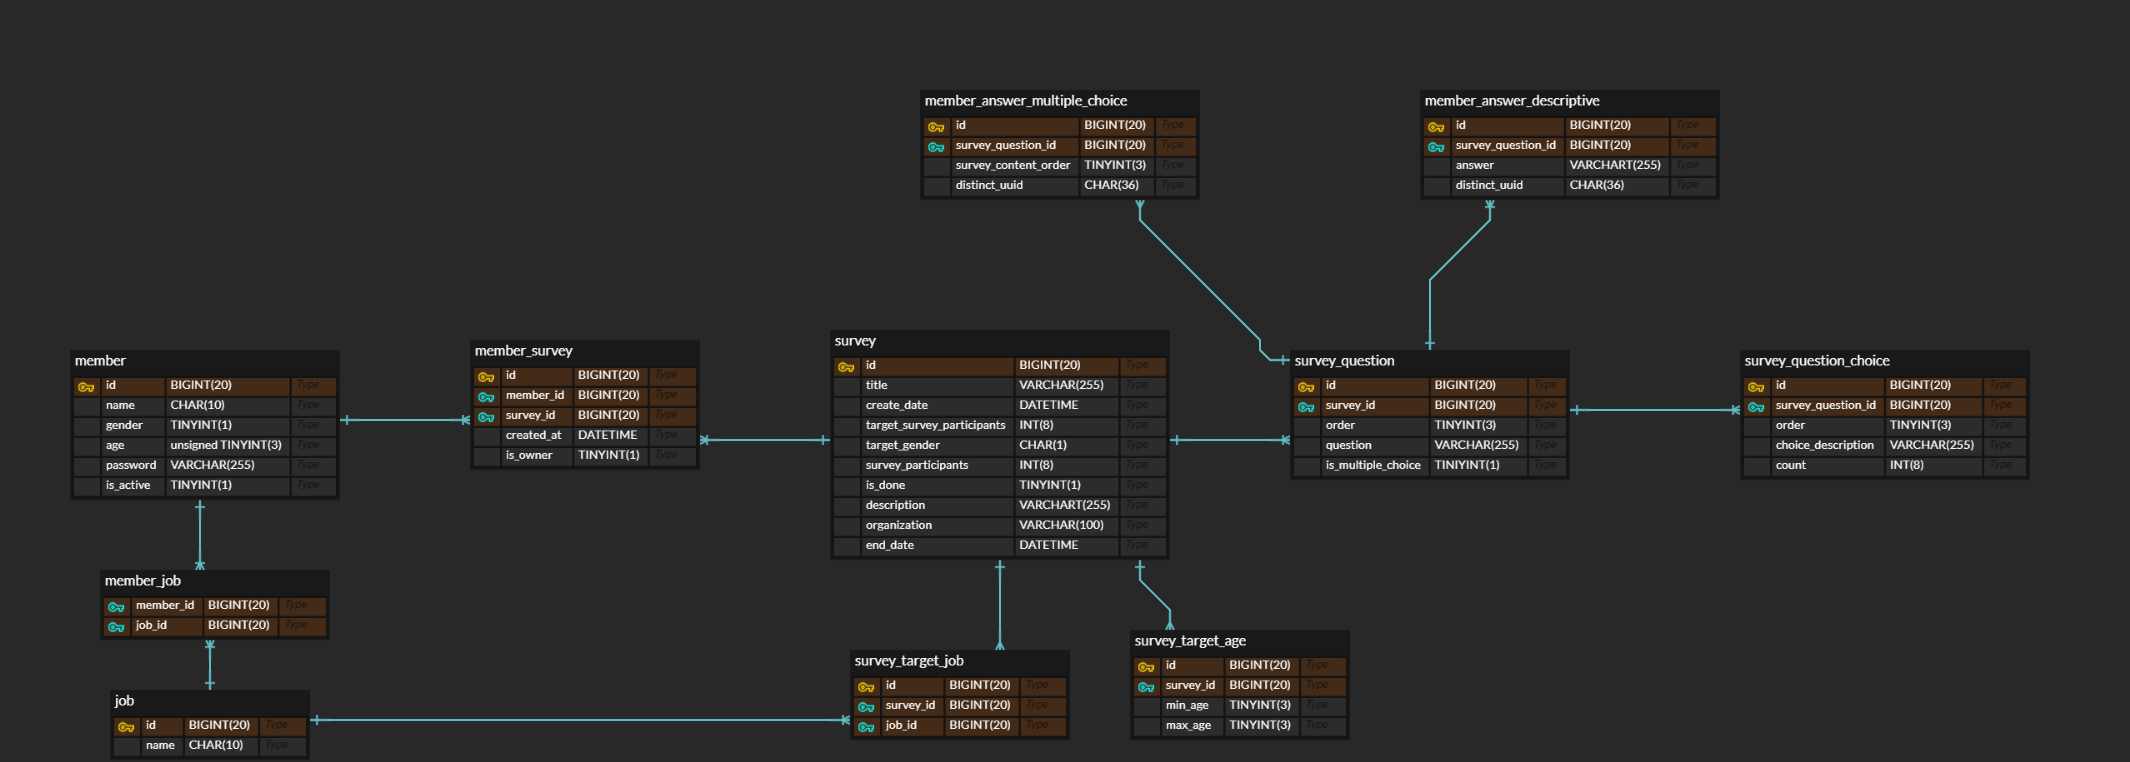 member_answer_multiple_choice
id BIGINT(20) Type
survey_question_id BIGINT(20) Type
survey_content_order TINYINT(3) Type
distinct_uuid CHAR(36) Type
member_answer_descriptive
id BIGINT(20) Type
survey_question_id BIGINT(20) Type
answer VARCHART(255) Type
distinct_uuid CHAR(36) Type
member
id BIGINT(20) Type
name CHAR(10) Type
gender TINYINT(1) Type
age unsigned TINYINT(3) Type
password VARCHAR(255) Type
is_active TINYINT(1) Type
member_survey
id BIGINT(20) Type
member_id BIGINT(20) Type
survey_id BIGINT(20) Type
created_at DATETIME Type
is_owner TINYINT(1) Type
survey
id BIGINT(20) Type
title VARCHAR(255) Type
create_date DATETIME Type
target_survey_participants INT(8) Type
target_gender CHAR(1) Type
survey_participants INT(8) Type
is_done TINYINT(1) Type
description VARCHART(255) Type
organization VARCHAR(100) Type
end_date DATETIME Type
survey_question
id BIGINT(20) Type
survey_id BIGINT(20) Type
order TINYINT(3) Type
question VARCHAR(255) Type
is_multiple_choice TINIYINT(1) Type
survey_question_choice
id BIGINT(20) Type
survey_question_id BIGINT(20) Type
order TINYINT(3) Type
choice_description VARCHAR(255) Type
count INT(8) Type
member_job
member_id BIGINT(20) Type
job_id BIGINT(20) Type
job
id BIGINT(20) Type
name CHAR(10) Type
survey_target_job
id BIGINT(20) Type
survey_id BIGINT(20) Type
job_id BIGINT(20) Type
survey_target_age
id BIGINT(20) Type
survey_id BIGINT(20) Type
min_age TINYINT(3) Type
max_age TINYINT(3) Type